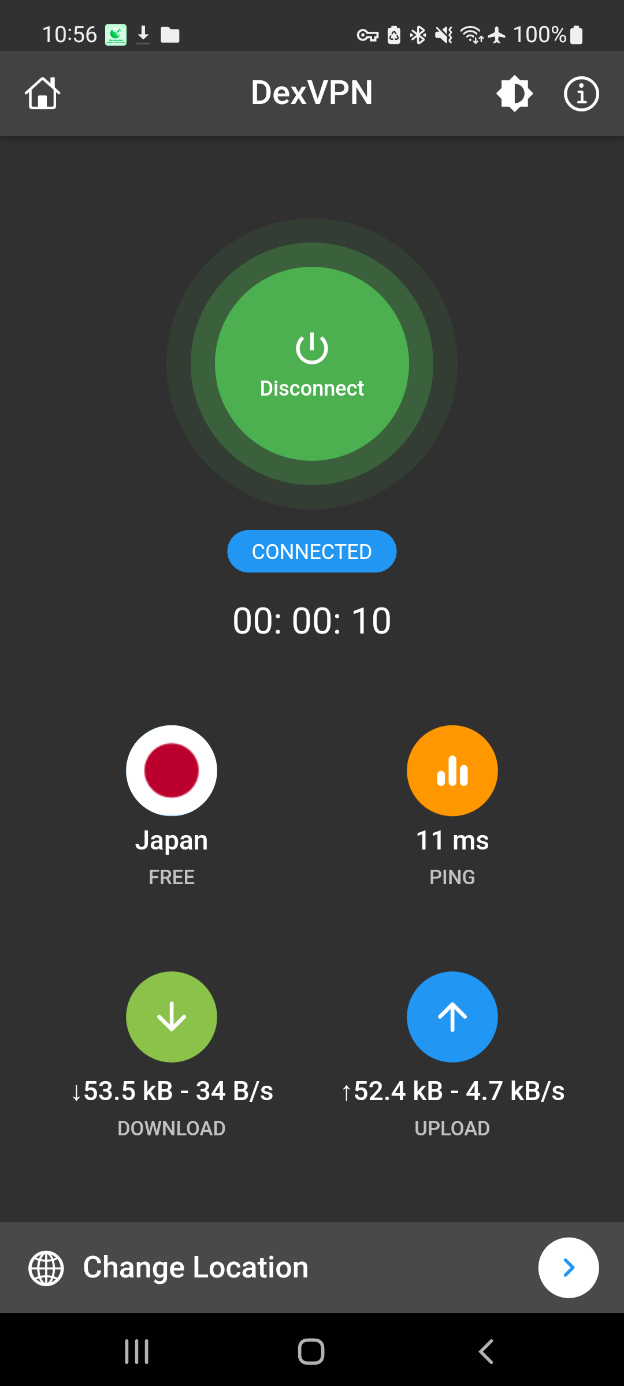 10:56 100%
DexVPN
Disconnect
CONNECTED
00: 00: 10
Japan 11 ms
FREE PING
↓53.5 kB - 34 B/s ↑52.4 kB - 4.7 kB/s
DOWNLOAD UPLOAD
Change Location